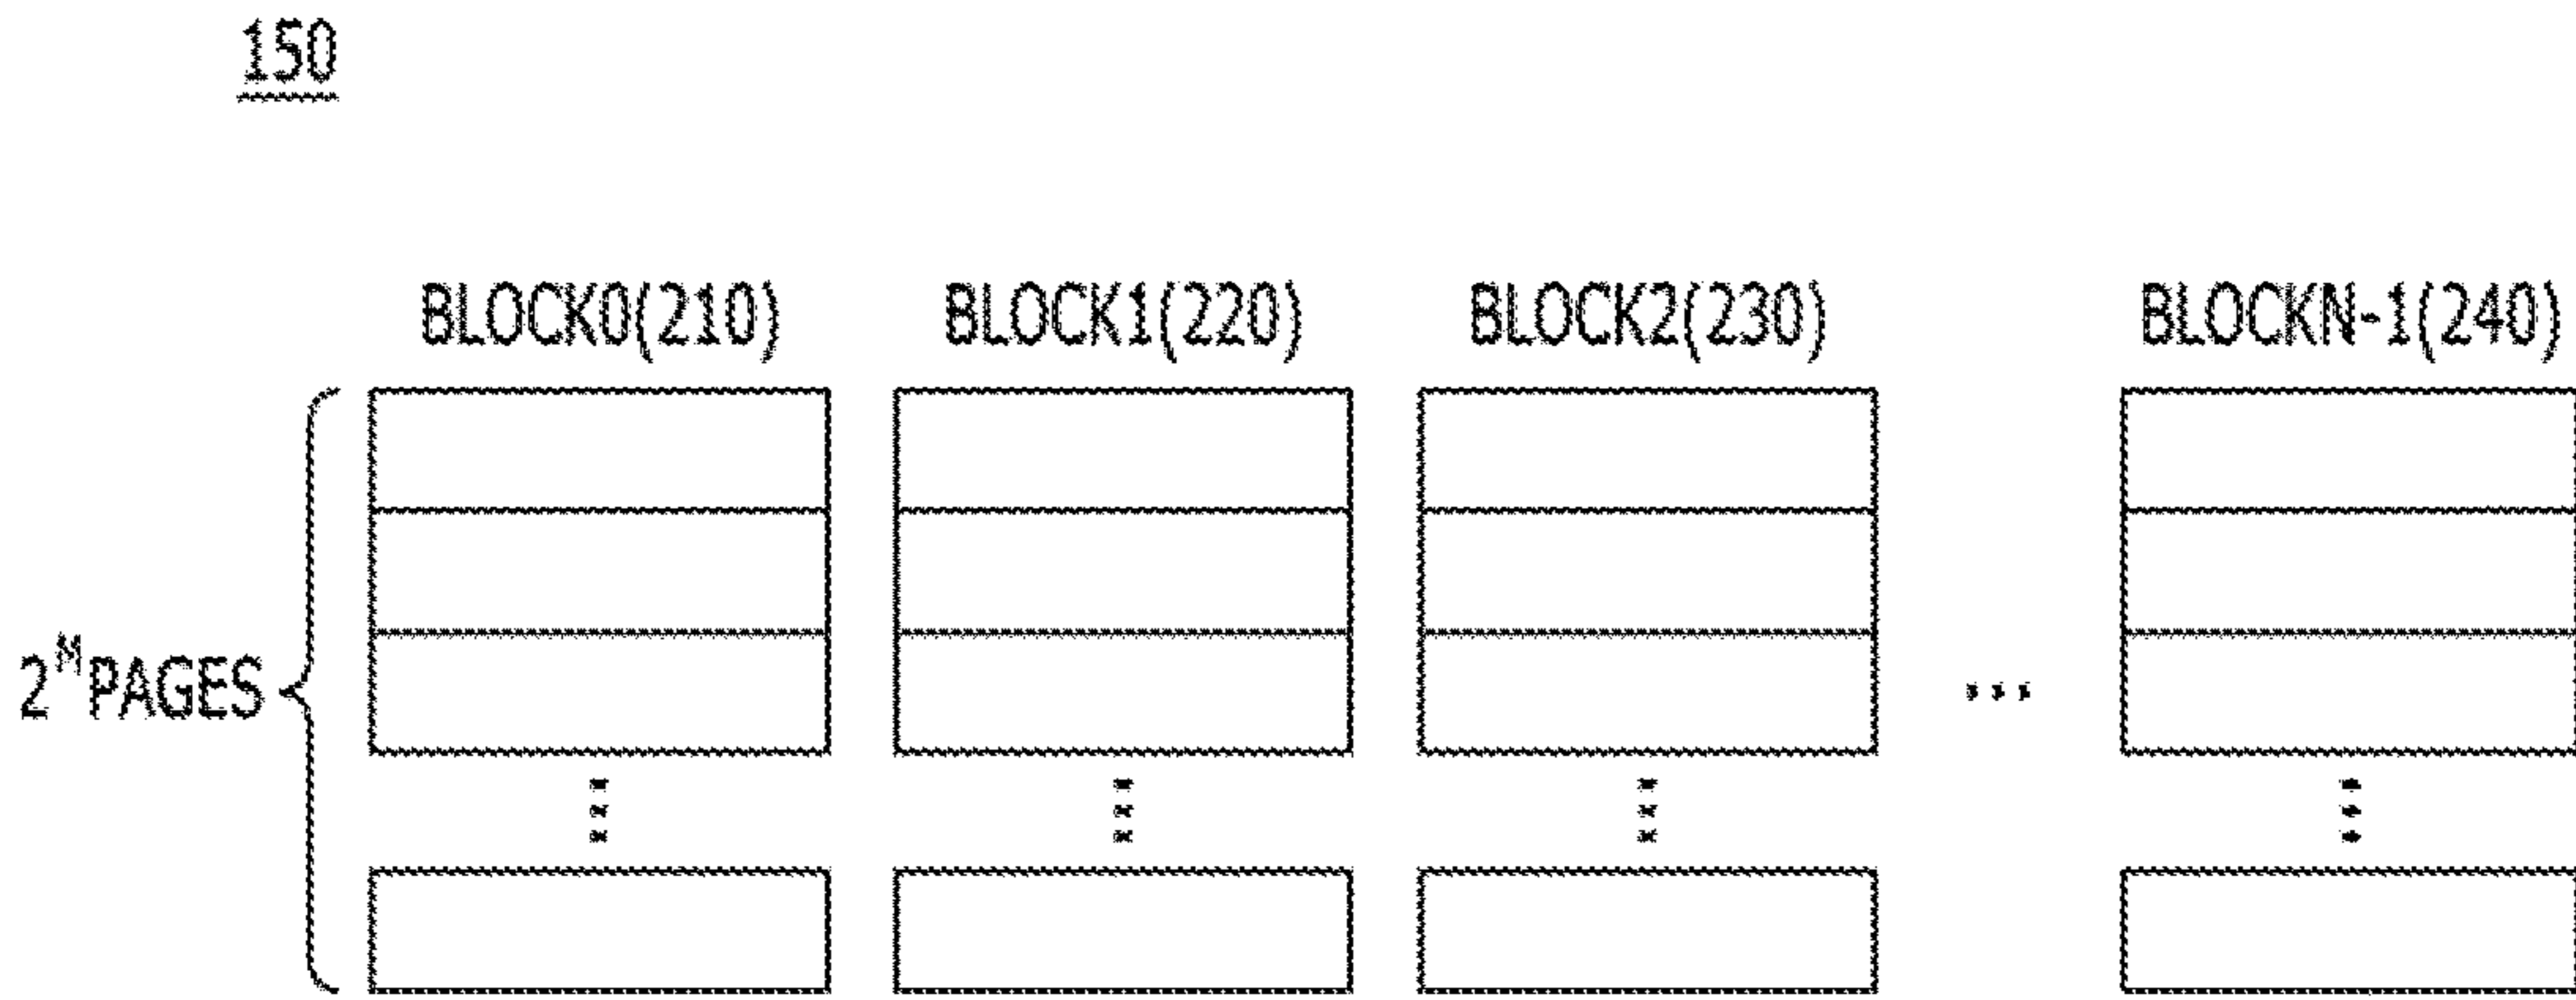 150
BLOCK0(210) BLOCK1(220) BLOCK2(230) BLOCKN-1(240)
2^M PAGES
...